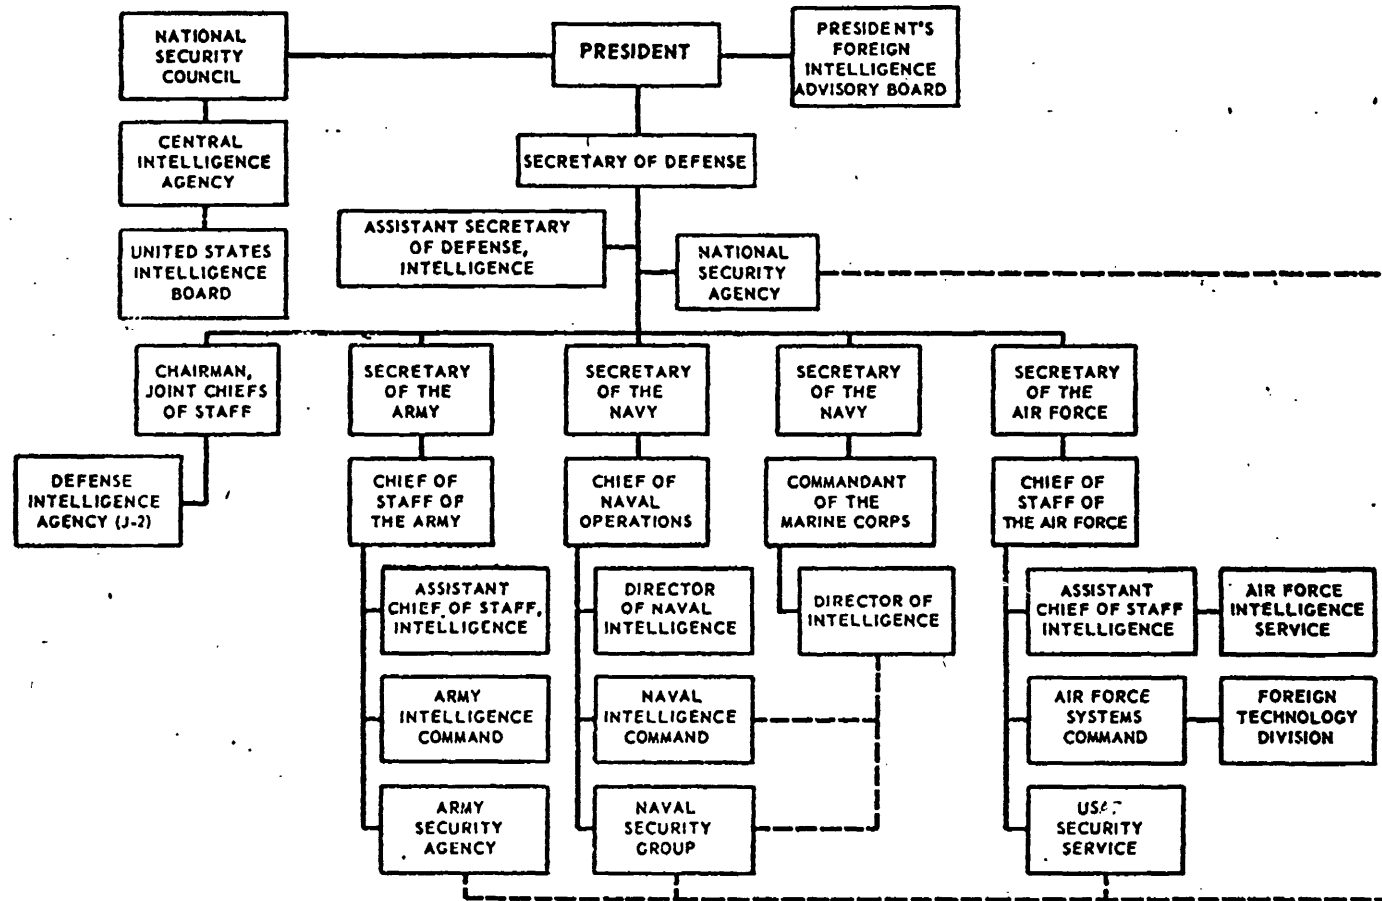 NATIONAL
SECURITY
COUNCIL
PRESIDENT
PRESIDENT'S
FOREIGN
INTELLIGENCE
ADVISORY BOARD
CENTRAL
INTELLIGENCE
AGENCY
SECRETARY OF DEFENSE
UNITED STATES
INTELLIGENCE
BOARD
ASSISTANT SECRETARY
OF DEFENSE,
INTELLIGENCE
NATIONAL
SECURITY
AGENCY
CHAIRMAN,
JOINT CHIEFS
OF STAFF
SECRETARY
OF THE
ARMY
SECRETARY
OF THE
NAVY
SECRETARY
OF THE
NAVY
SECRETARY
OF THE
AIR FORCE
DEFENSE
INTELLIGENCE
AGENCY (J-2)
CHIEF OF
STAFF OF
THE ARMY
CHIEF OF
NAVAL
OPERATIONS
COMMANDANT
OF THE
MARINE CORPS
CHIEF OF
STAFF OF
THE AIR FORCE
ASSISTANT
CHIEF OF STAFF,
INTELLIGENCE
DIRECTOR
OF NAVAL
INTELLIGENCE
DIRECTOR OF
INTELLIGENCE
ASSISTANT
CHIEF OF STAFF
INTELLIGENCE
AIR FORCE
INTELLIGENCE
SERVICE
ARMY
INTELLIGENCE
COMMAND
NAVAL
INTELLIGENCE
COMMAND
AIR FORCE
SYSTEMS
COMMAND
FOREIGN
TECHNOLOGY
DIVISION
ARMY
SECURITY
AGENCY
NAVAL
SECURITY
GROUP
USAF
SECURITY
SERVICE